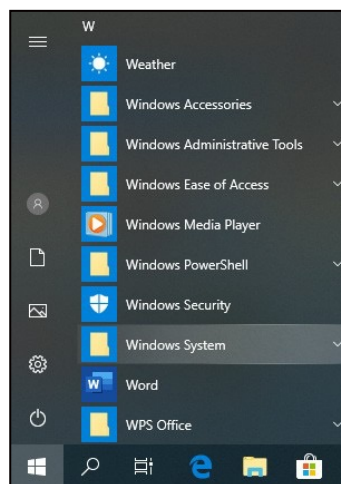 W
Weather
Windows Accessories
Windows Administrative Tools
Windows Ease of Access
Windows Media Player
Windows PowerShell
Windows Security
Windows System
W Word
WPS Office